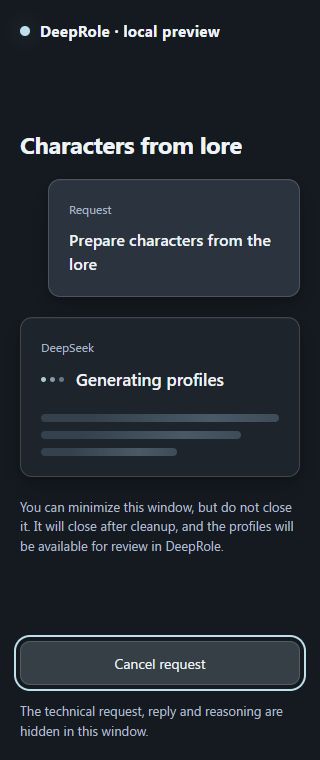 DeepRole · local preview
Characters from lore
Request
Prepare characters from the
lore
DeepSeek
Generating profiles
You can minimize this window, but do not close
it. It will close after cleanup, and the profiles will
be available for review in DeepRole.
Cancel request
The technical request, reply and reasoning are
hidden in this window.